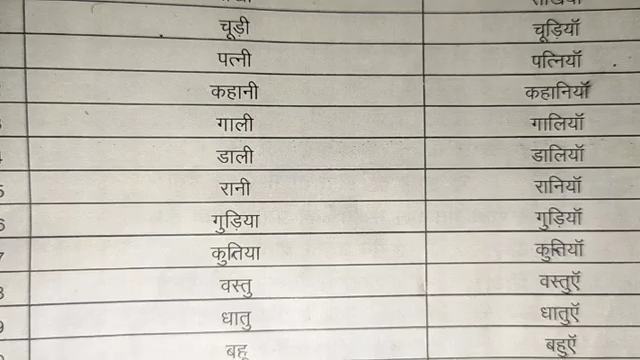 चूड़ी चूड़ियॉ
पत्नी पत्नियॉ
कहानी कहानियॉ
गाली गालियॉ
डाली डालियॉ
रानी रानियॉ
गुड़िया गुड़ियॉ
कुतिया कुतियॉ
वस्तु वस्तुऍ
धातु धातुऍ
बहू बहुऍ